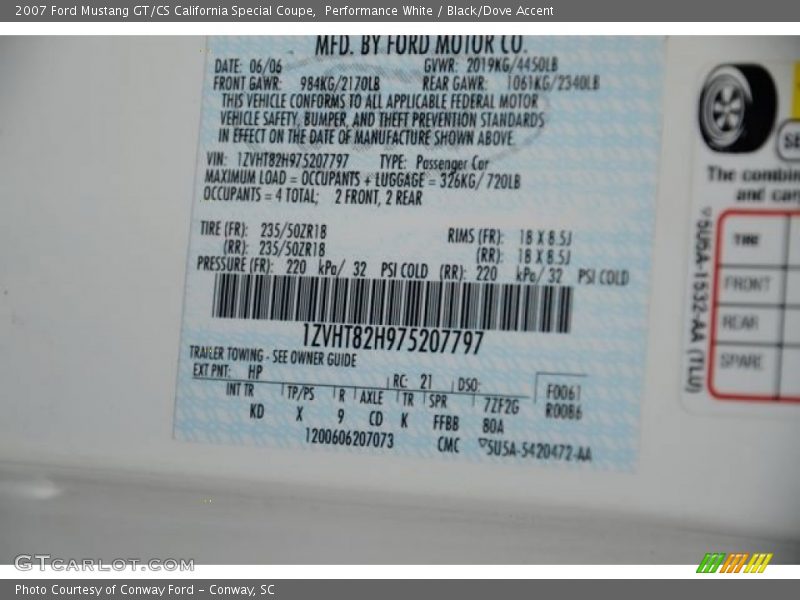 2007 Ford Mustang GT/CS California Special Coupe,  Performance White / Black/Dove Accent
MFD. BY FORD MOTOR CO.
DATE: 06/06 GVWR: 2019KG/4450LB
FRONT GAWR: 984KG/2170LB REAR GAWR: 1061KG/2340LB
THIS VEHICLE CONFORMS TO ALL APPLICABLE FEDERAL MOTOR
VEHICLE SAFETY, BUMPER, AND THEFT PREVENTION STANDARDS
IN EFFECT ON THE DATE OF MANUFACTURE SHOWN ABOVE.
VIN: 1ZVHT82H975207797 TYPE: Passenger Car
MAXIMUM LOAD = OCCUPANTS + LUGGAGE = 326KG/720LB
OCCUPANTS = 4 TOTAL; 2 FRONT, 2 REAR
TIRE (FR): 235/50ZR18 RIMS (FR): 18 X 8.5J
(RR): 235/50ZR18 (RR): 18 X 8.5J
PRESSURE (FR): 220 kPa/ 32 PSI COLD (RR): 220 kPa/ 32 PSI COLD
1ZVHT82H975207797
TRAILER TOWING - SEE OWNER GUIDE
EXT PNT: HP RC: 21 DSO:
INT TR TP/PS R AXLE TR SPR 7ZF2G F0061
KD X 9 CD K FFBB 80A R0086
1200606207073 CMC 5U5A-5420472-AA
The combin
and car
TIRE
FRONT
REAR
SPARE
5U5A-1532-AA (TLU)
GTCARLOT.COM
Photo Courtesy of Conway Ford – Conway, SC